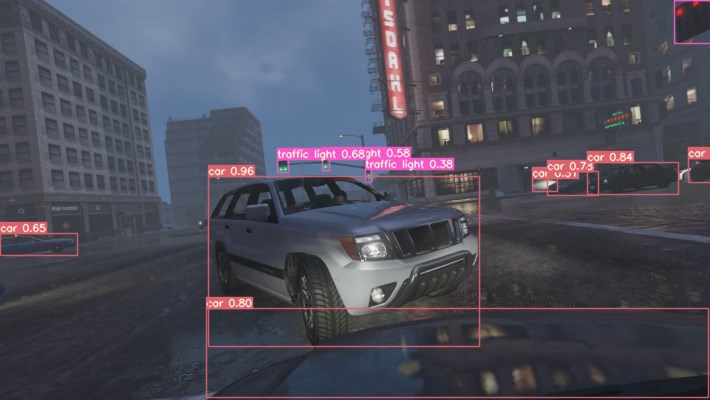 traffic light 0.68
ght 0.58
traffic light 0.38
car 0.96
car 0.84
car 0.73
car 0.65
car 0.80